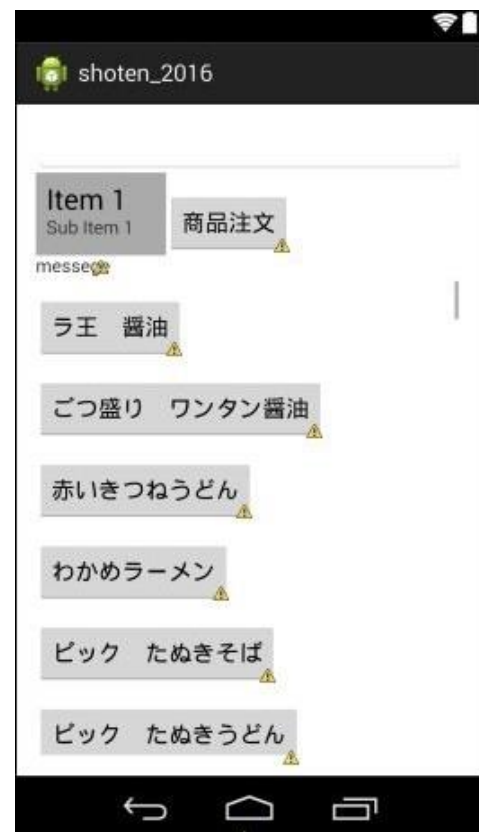 shoten_2016
Item 1
Sub Item 1
商品注文
messege
ラ王　醤油
ごつ盛り　ワンタン醤油
赤いきつねうどん
わかめラーメン
ビック　たぬきそば
ビック　たぬきうどん